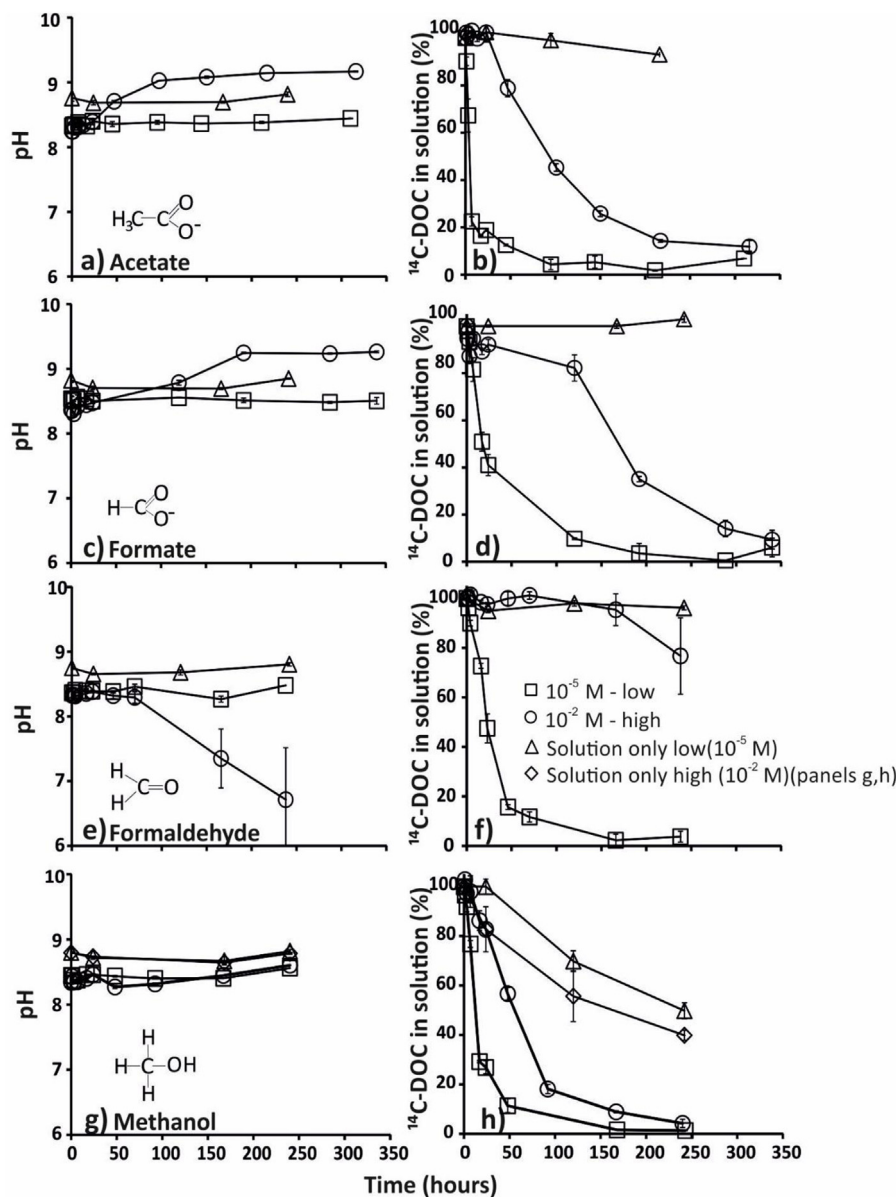 10
9
8
7
6
pH
H₃C–C
O
O⁻
a) Acetate
100
80
60
40
20
0
¹⁴C-DOC in solution (%)
b)
10
9
8
7
6
pH
H–C
O
O⁻
c) Formate
100
80
60
40
20
0
¹⁴C-DOC in solution (%)
d)
10
9
8
7
6
pH
H
H
C=O
e) Formaldehyde
100
80
60
40
20
0
¹⁴C-DOC in solution (%)
10⁻⁵ M - low
10⁻² M - high
Solution only low(10⁻⁵ M)
Solution only high (10⁻² M)(panels g,h)
f)
10
9
8
7
6
pH
H
H–C–OH
H
g) Methanol
0 50 100 150 200 250 300 350
100
80
60
40
20
0
¹⁴C-DOC in solution (%)
h)
0 50 100 150 200 250 300 350
Time (hours)